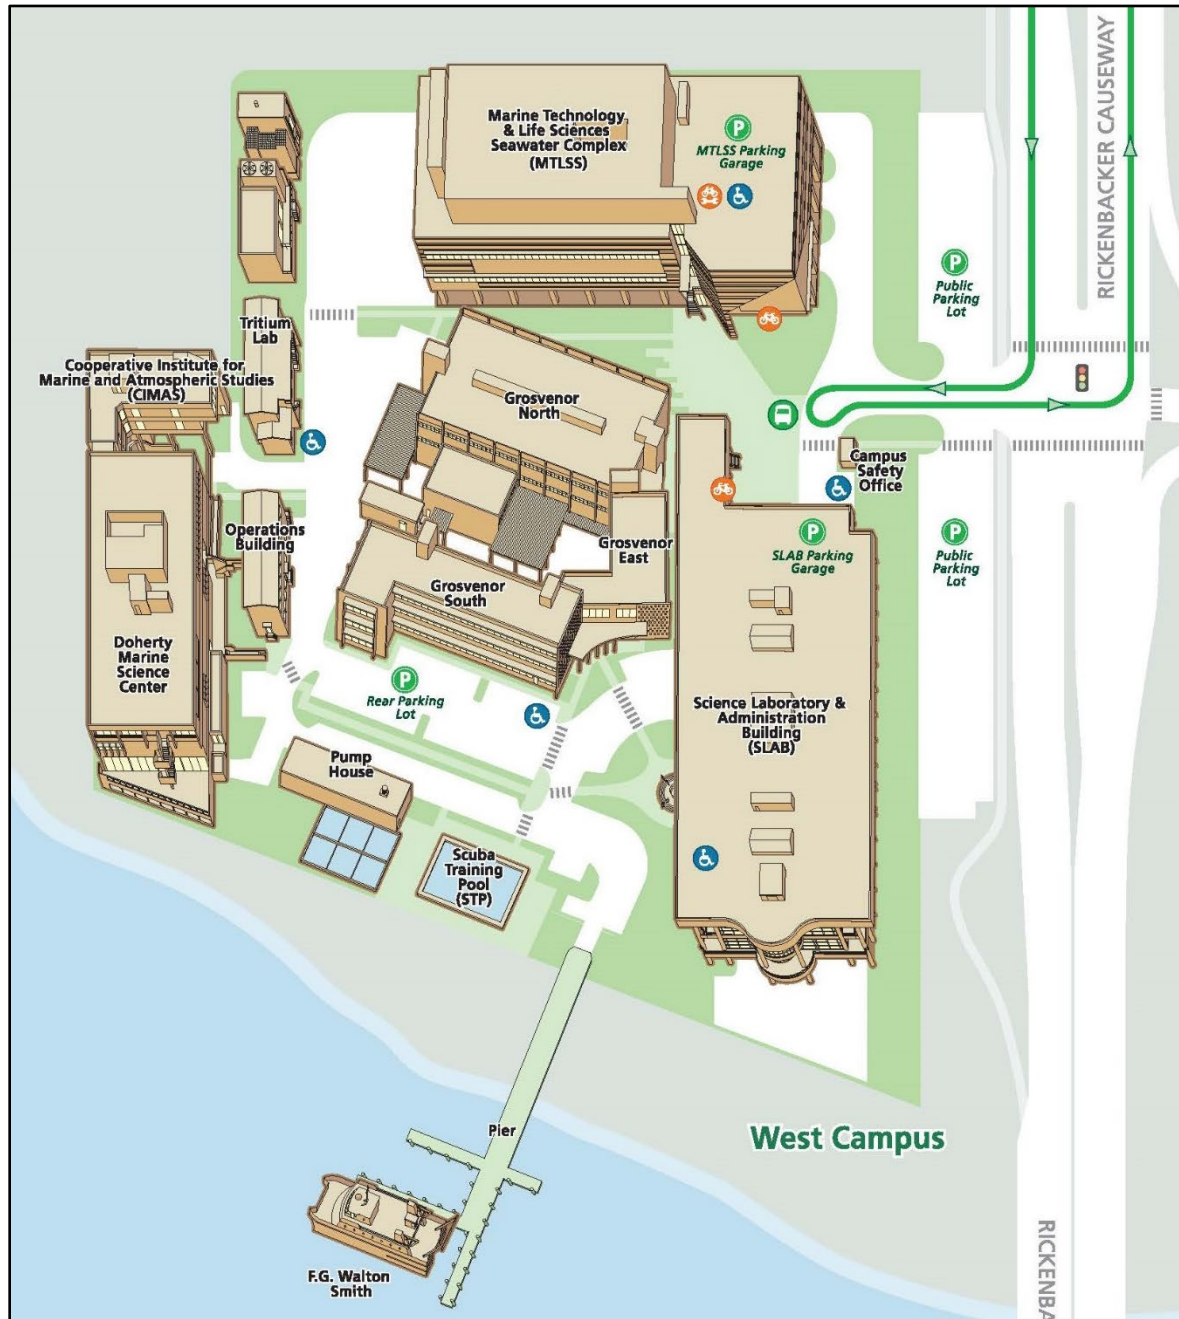 RICKENBACKER CAUSEWAY
Marine Technology
& Life Sciences
Seawater Complex
(MTLSS)
P
MTLSS Parking
Garage
P
Public
Parking
Lot
Tritium
Lab
Cooperative Institute for
Marine and Atmospheric Studies
(CIMAS)
Grosvenor
North
Campus
Safety
Office
Operations
Building
Grosvenor
East
P
SLAB Parking
Garage
P
Public
Parking
Lot
Grosvenor
South
Doherty
Marine
Science
Center
P
Rear Parking
Lot
Science Laboratory &
Administration
Building
(SLAB)
Pump
House
Scuba
Training
Pool
(STP)
Pier
West Campus
F.G. Walton
Smith
RICKENBA